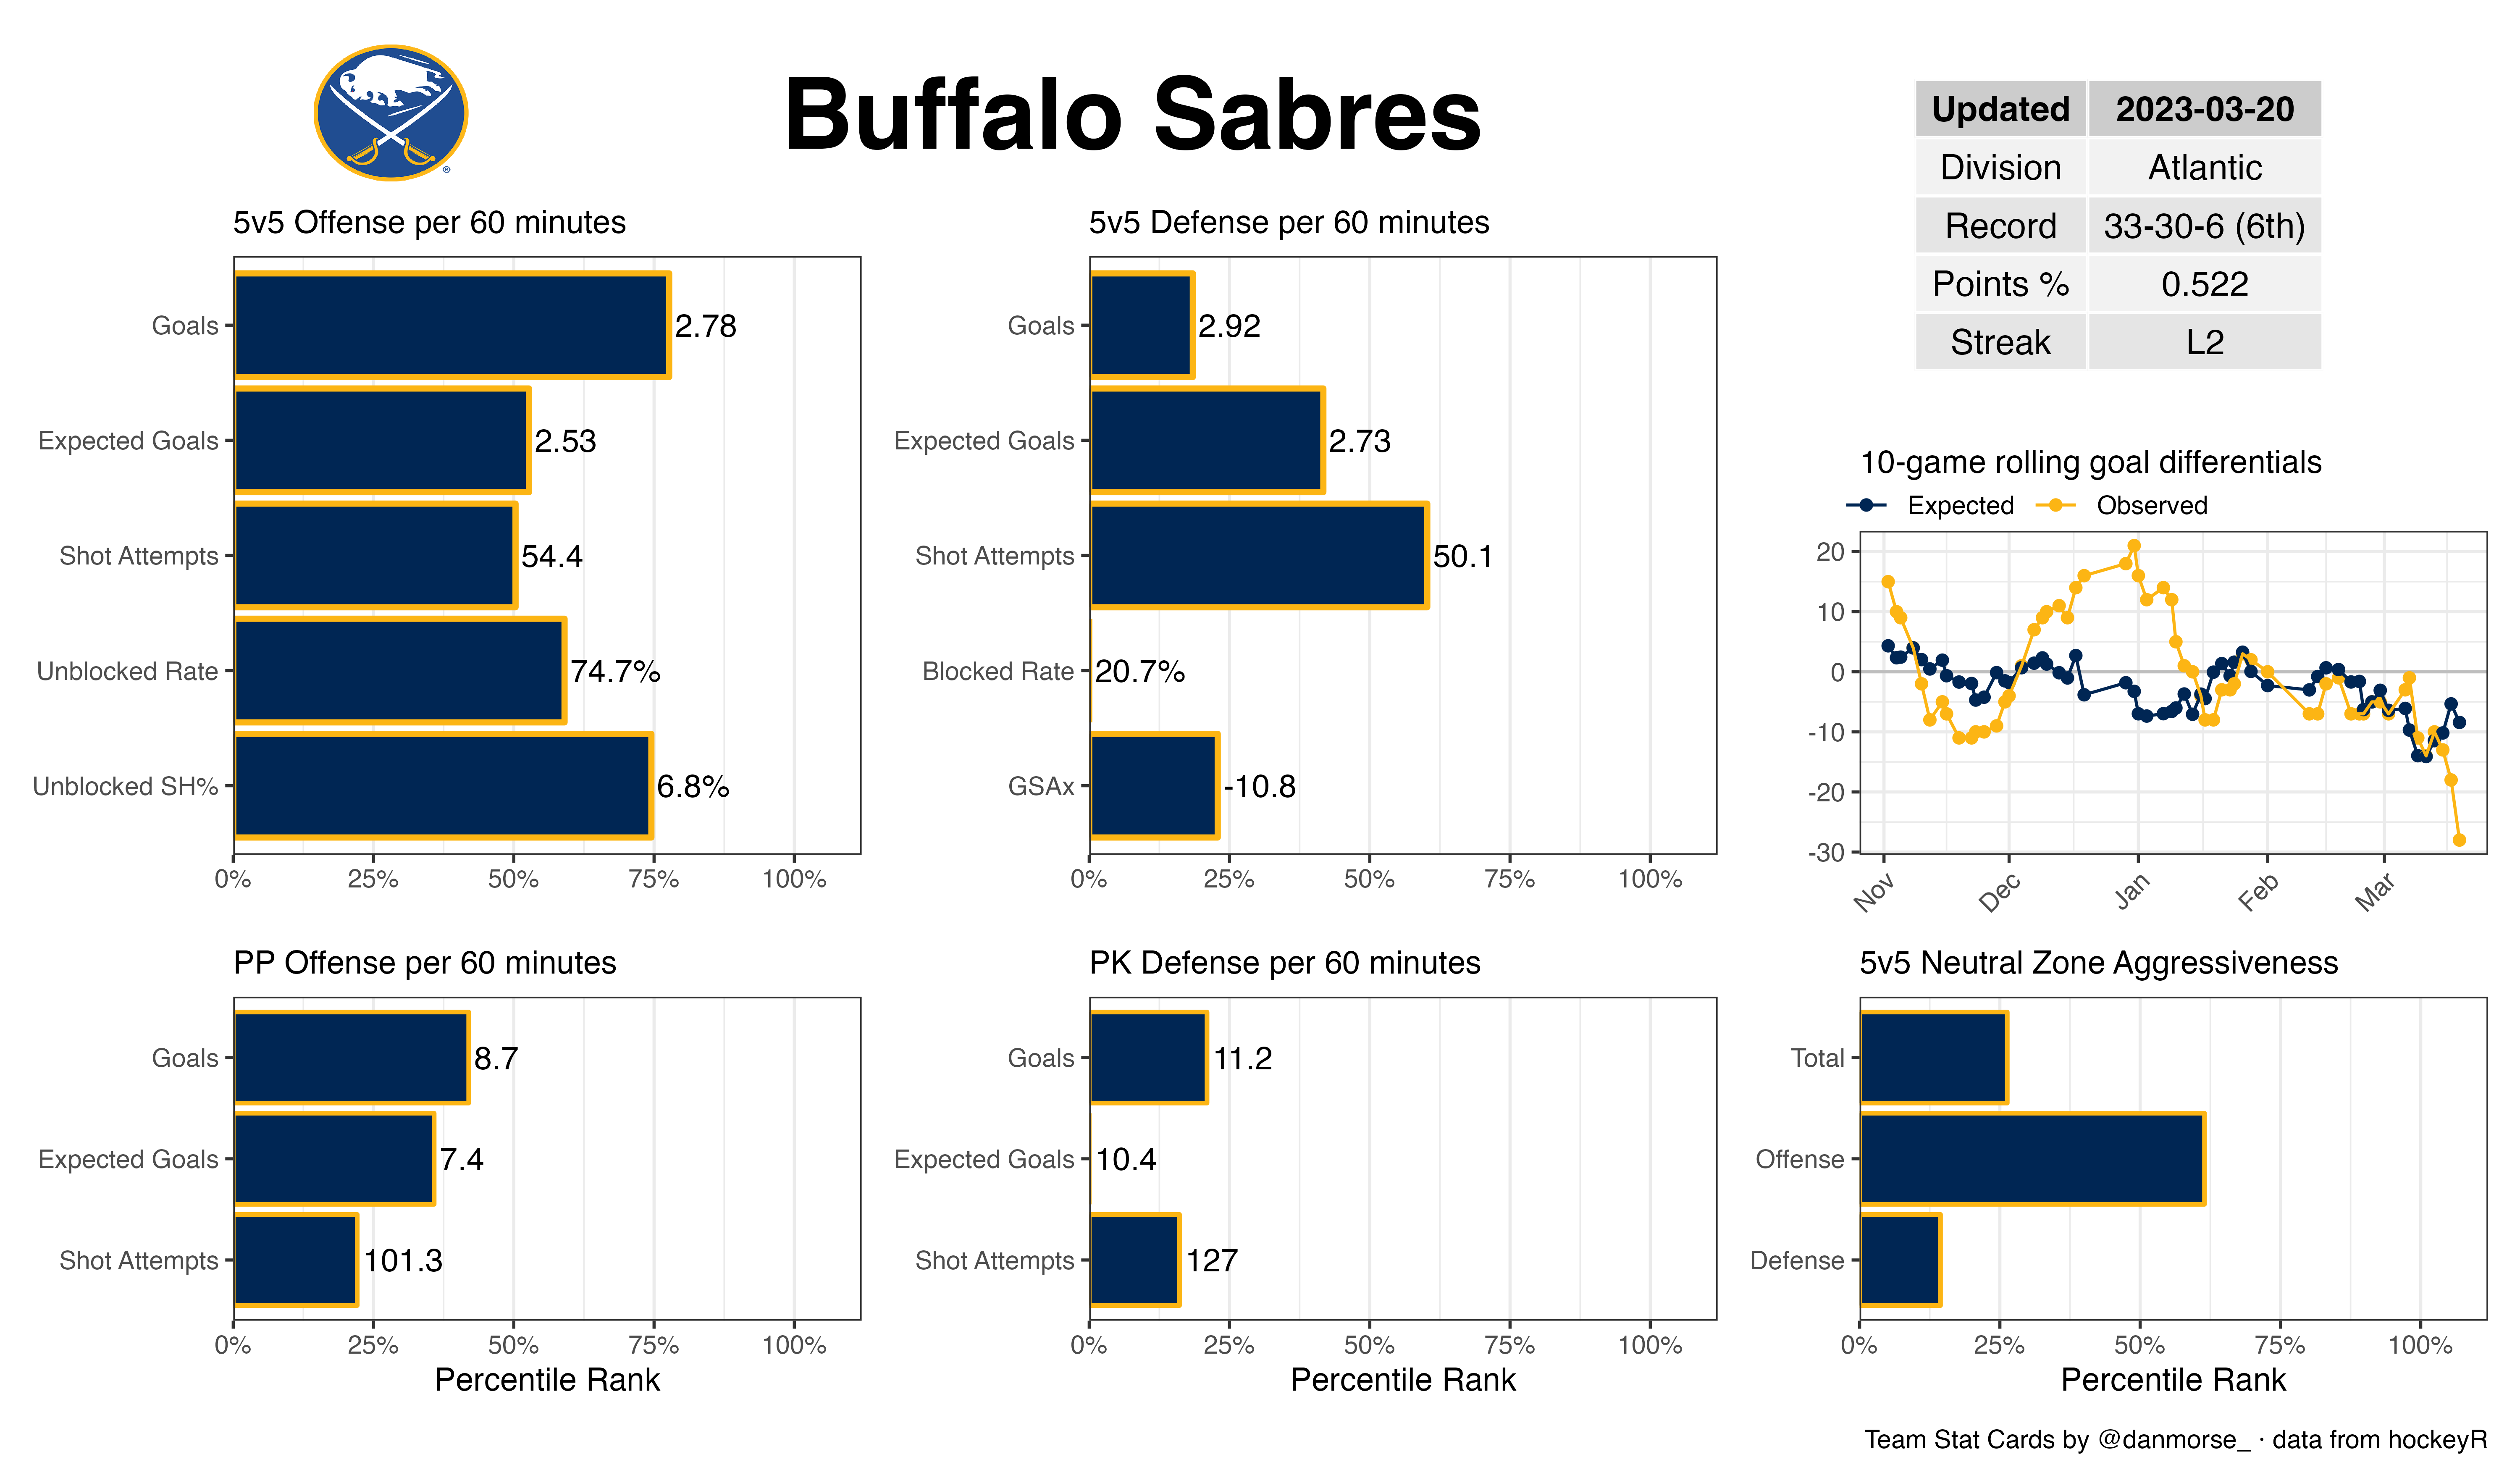 Buffalo Sabres
®
Updated 2023-03-20
Division Atlantic
Record 33-30-6 (6th)
Points % 0.522
Streak L2
5v5 Offense per 60 minutes
Goals 2.78
Expected Goals 2.53
Shot Attempts 54.4
Unblocked Rate 74.7%
Unblocked SH% 6.8%
0% 25% 50% 75% 100%
5v5 Defense per 60 minutes
Goals 2.92
Expected Goals 2.73
Shot Attempts 50.1
Blocked Rate 20.7%
GSAx -10.8
0% 25% 50% 75% 100%
10-game rolling goal differentials
Expected Observed
20
10
0
-10
-20
-30
Nov Dec Jan Feb Mar
PP Offense per 60 minutes
Goals 8.7
Expected Goals 7.4
Shot Attempts 101.3
0% 25% 50% 75% 100%
Percentile Rank
PK Defense per 60 minutes
Goals 11.2
Expected Goals 10.4
Shot Attempts 127
0% 25% 50% 75% 100%
Percentile Rank
5v5 Neutral Zone Aggressiveness
Total
Offense
Defense
0% 25% 50% 75% 100%
Percentile Rank
Team Stat Cards by @danmorse_ · data from hockeyR